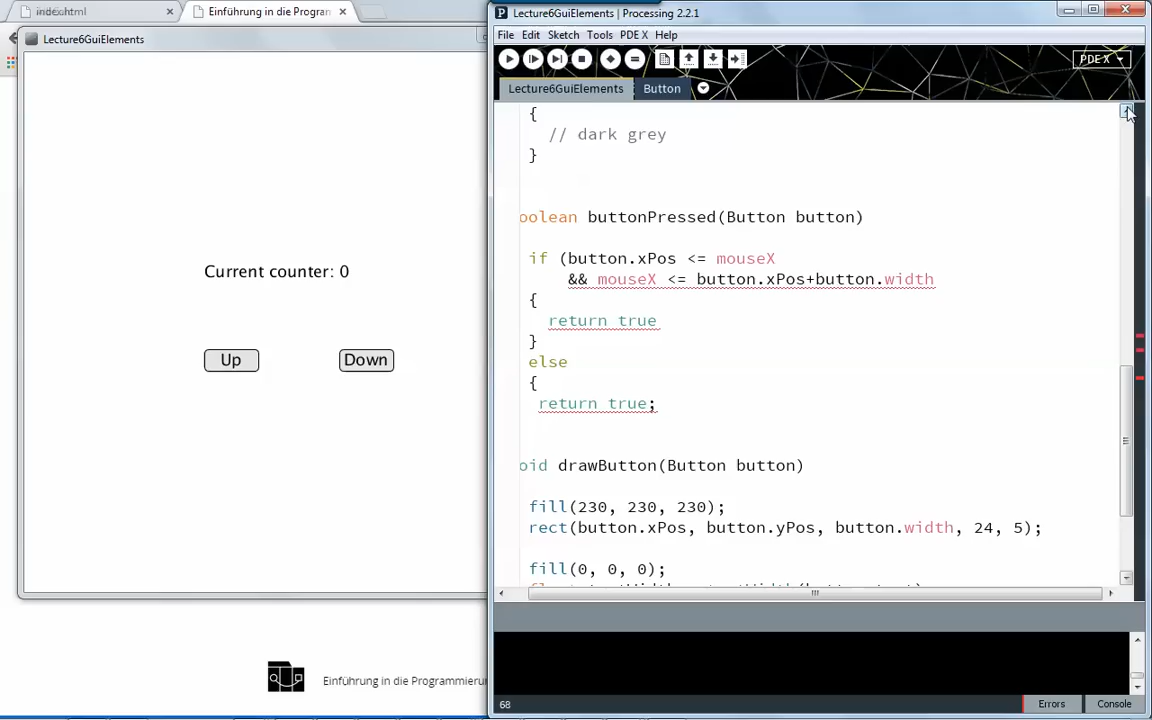 index.html
Einführung in die Program
Lecture6GuiElements
Current counter: 0
Up
Down
Einführung in die Programmierun
Lecture6GuiElements | Processing 2.2.1
File Edit Sketch Tools PDE X Help
PDE X
Lecture6GuiElements
Button
{
// dark grey
}
oolean buttonPressed(Button button)
if (button.xPos <= mouseX
&& mouseX <= button.xPos+button.width
{
return true
}
else
{
return true;
oid drawButton(Button button)
fill(230, 230, 230);
rect(button.xPos, button.yPos, button.width, 24, 5);
fill(0, 0, 0);
68
Errors
Console